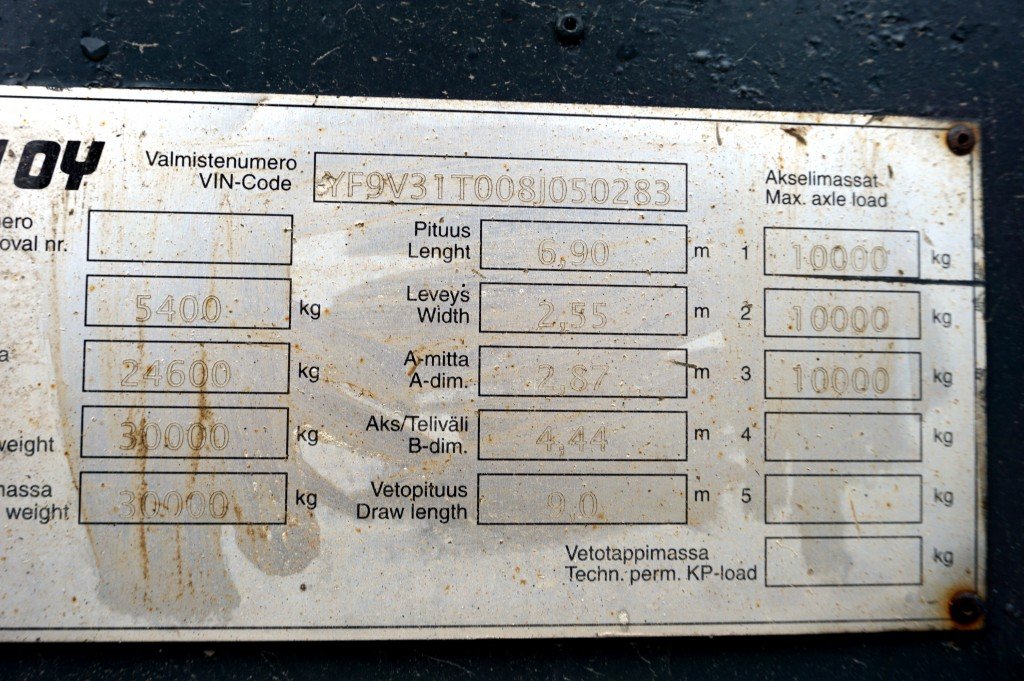 OY
Valmistenumero
VIN-Code
YF9V31T008J050283
Akselimassat
Max. axle load
nr.
Pituus
Lenght
6,90 m
1 10000 kg
5400 kg
Leveys
Width
2,55 m
2 10000 kg
24600 kg
A-mitta
A-dim.
2,87 m
3 10000 kg
weight
30000 kg
Aks/Teliväli
B-dim.
4,44 m
4 kg
massa
weight
30000 kg
Vetopituus
Draw length
9,0 m
5 kg
Vetotappimassa
Techn. perm. KP-load
kg